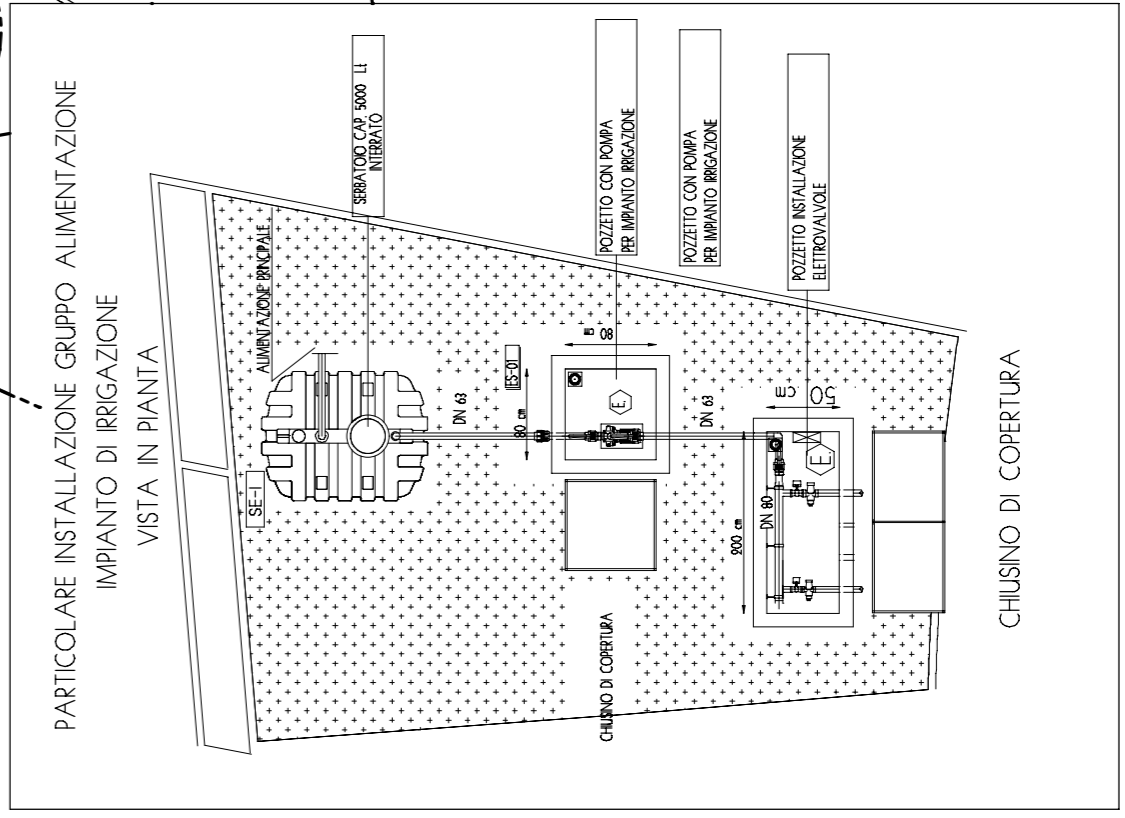 PARTICOLARE INSTALLAZIONE GRUPPO ALIMENTAZIONE
IMPIANTO DI IRRIGAZIONE
VISTA IN PIANTA
SE-I
ALIMENTAZIONE PRINCIPALE
SERBATOIO CAP. 5000 Lt
INTERRATO
DN 63
80 cm
ES-01
80 cm
E.
POZZETTO CON POMPA
PER IMPIANTO IRRIGAZIONE
POZZETTO CON POMPA
PER IMPIANTO IRRIGAZIONE
CHIUSINO DI COPERTURA
DN 63
200 cm
DN 80
50 cm
E.
POZZETTO INSTALLAZIONE
ELETTROVALVOLE
CHIUSINO DI COPERTURA